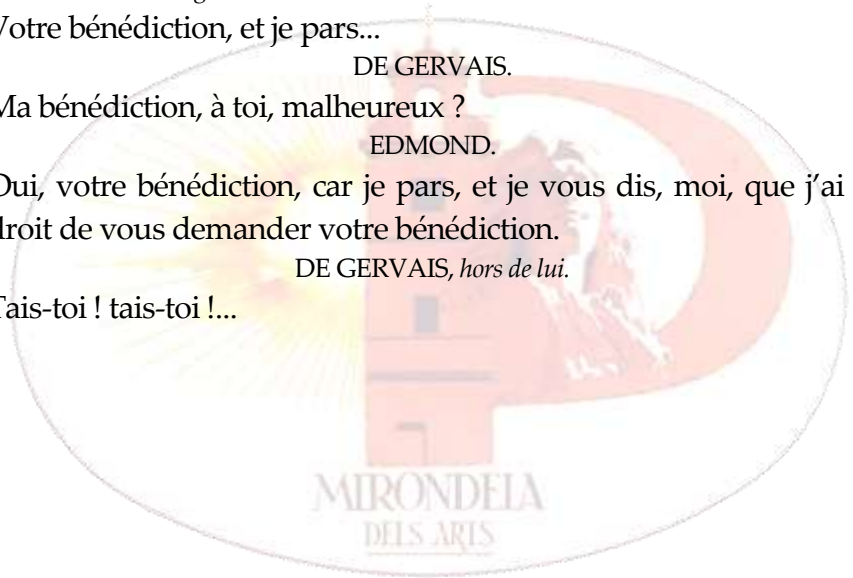 Votre bénédiction, et je pars...
DE GERVAIS.
Ma bénédiction, à toi, malheureux ?
EDMOND.
Oui, votre bénédiction, car je pars, et je vous dis, moi, que j’ai
droit de vous demander votre bénédiction.
DE GERVAIS, hors de lui.
Tais-toi ! tais-toi !...
MIRONDELA
DELS ARTS